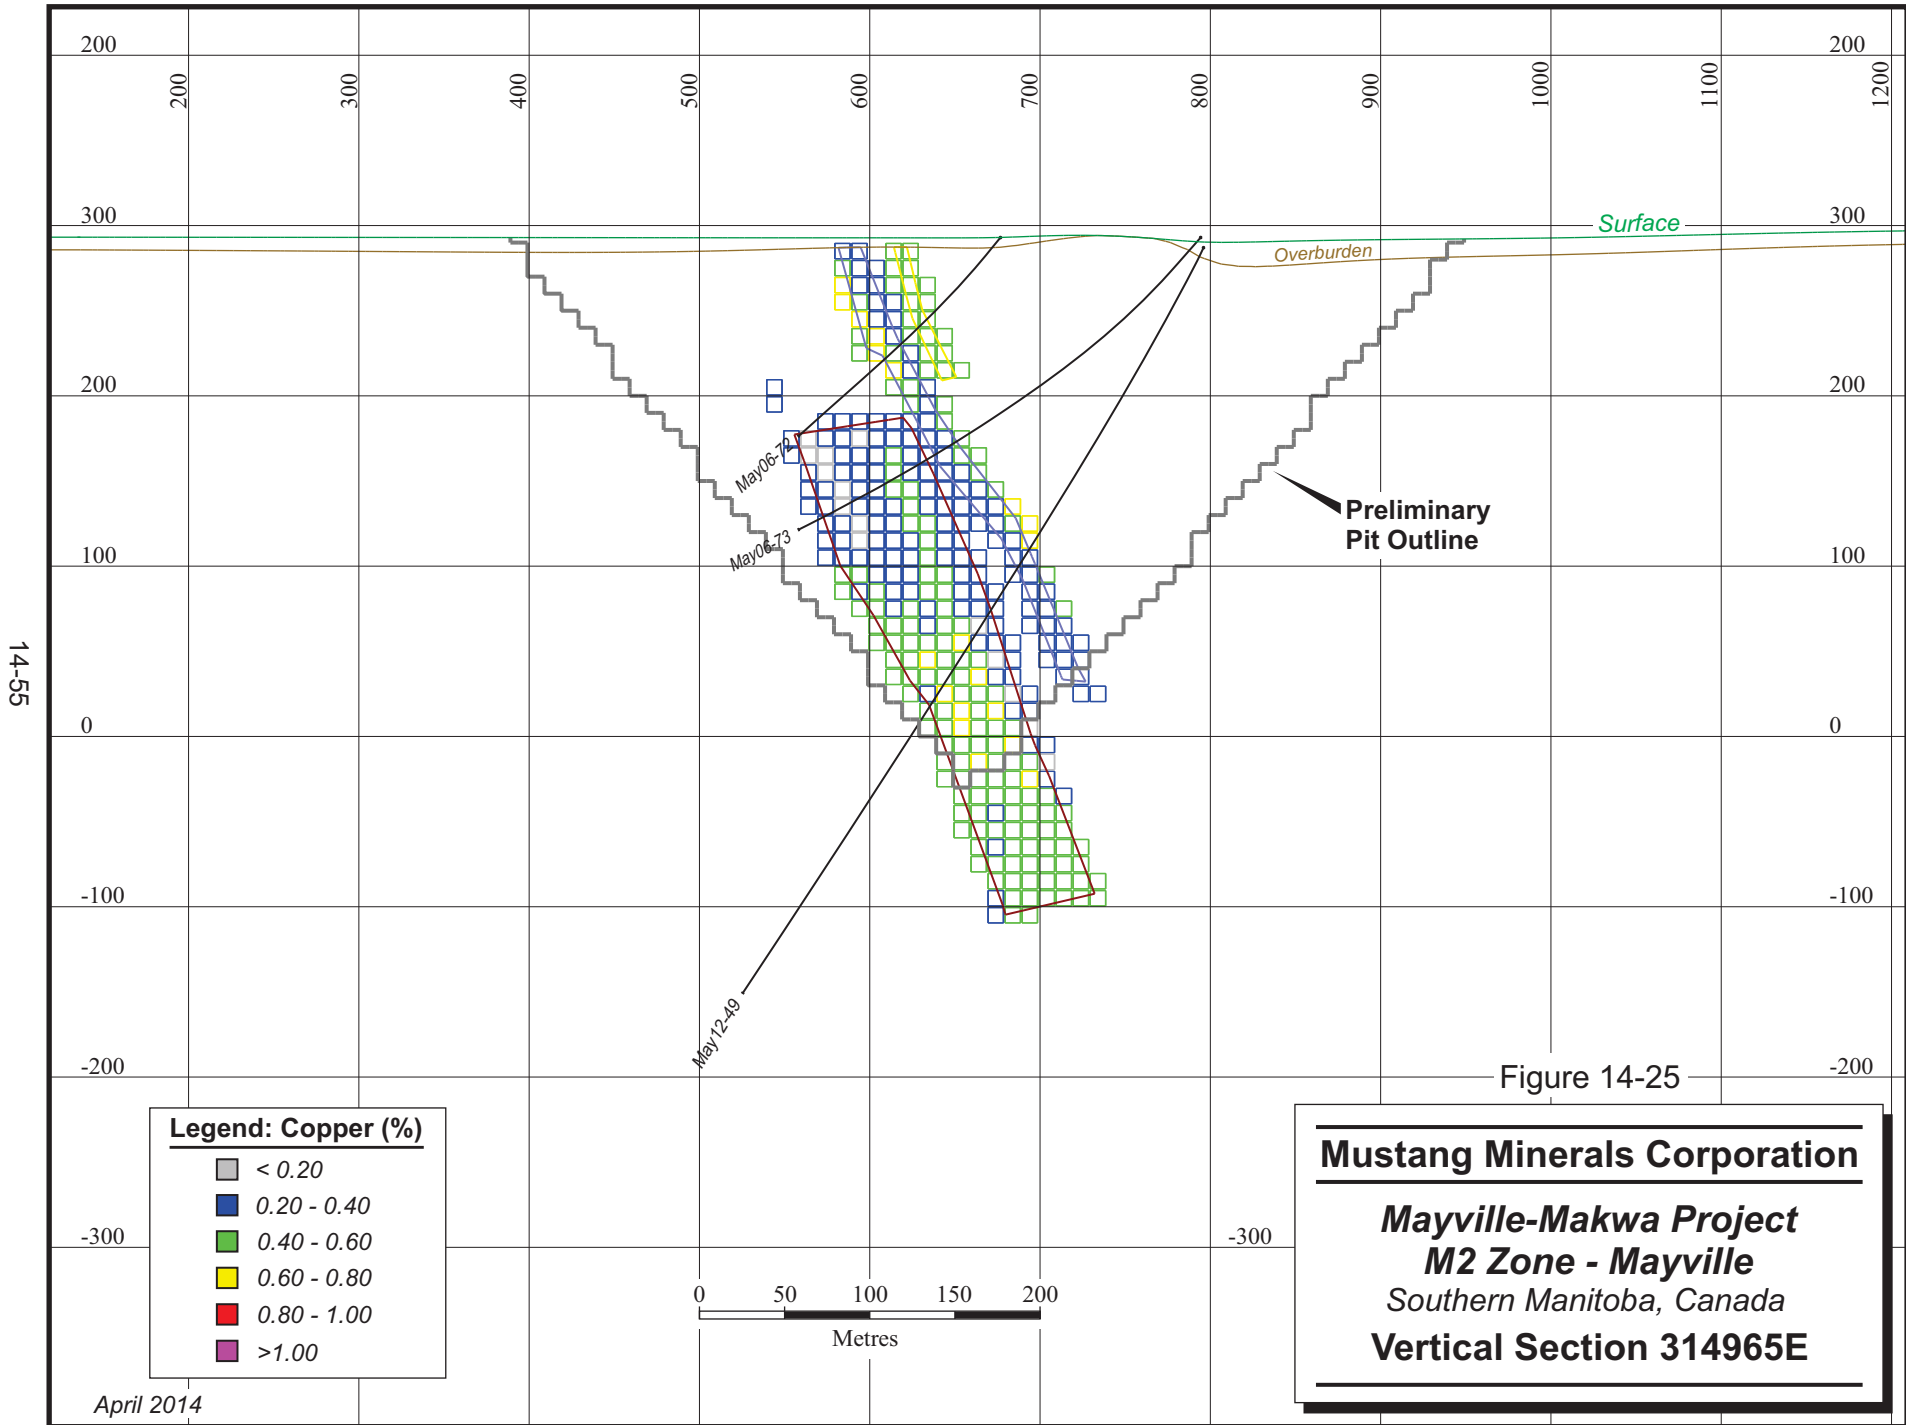 200
200
200
300
400
500
600
700
800
900
1000
1100
1200
300
Surface
300
Overburden
200
200
May06-72
Preliminary
Pit Outline
May06-73
100
100
14-55
0
0
-100
-100
May12-49
-200
Figure 14-25
-200
Legend: Copper (%)
< 0.20
0.20 - 0.40
0.40 - 0.60
0.60 - 0.80
0.80 - 1.00
>1.00
-300
-300
0
50
100
150
200
Metres
Mustang Minerals Corporation
Mayville-Makwa Project
M2 Zone - Mayville
Southern Manitoba, Canada
Vertical Section 314965E
April 2014